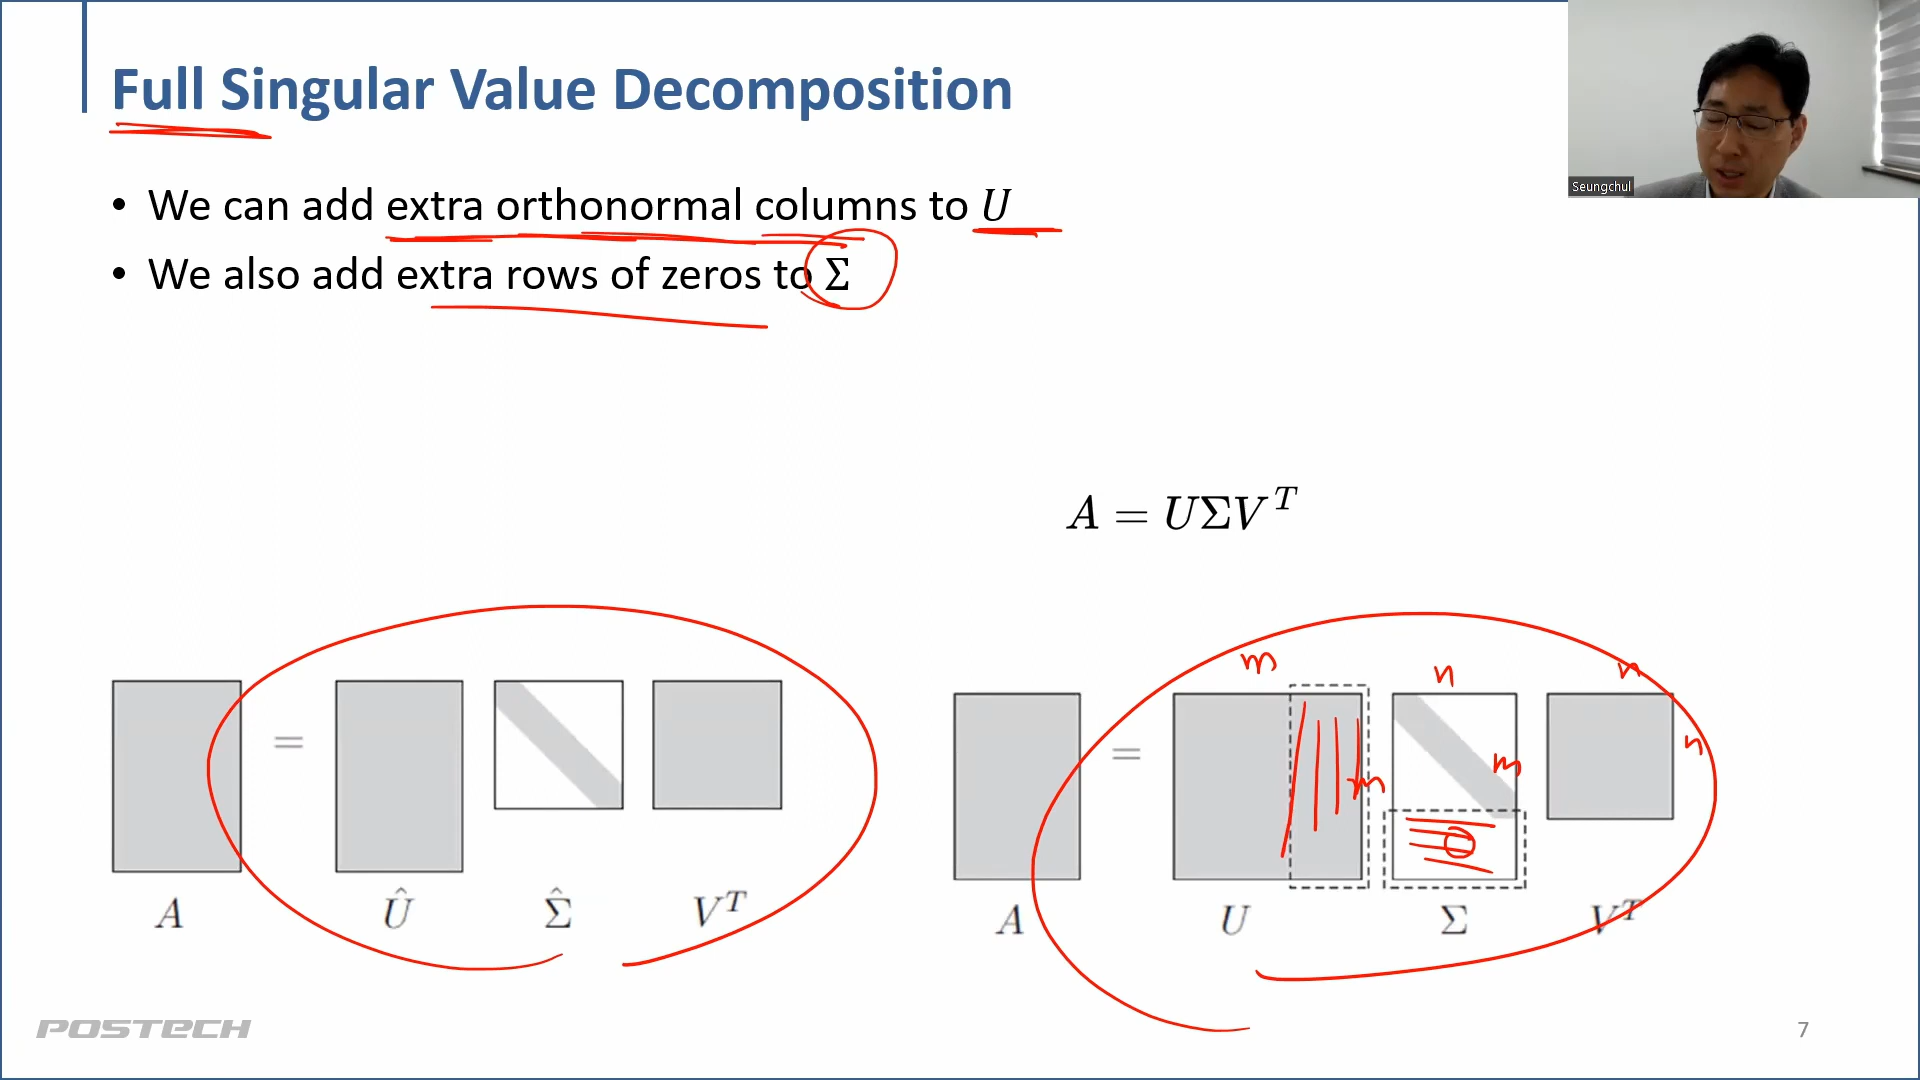 Full Singular Value Decomposition
Seungchul
• We can add extra orthonormal columns to U
• We also add extra rows of zeros to Σ
A = UΣV^T
m n n
= =
m m n
0
A Û Σ̂ V^T A U Σ V^T
POSTECH
7